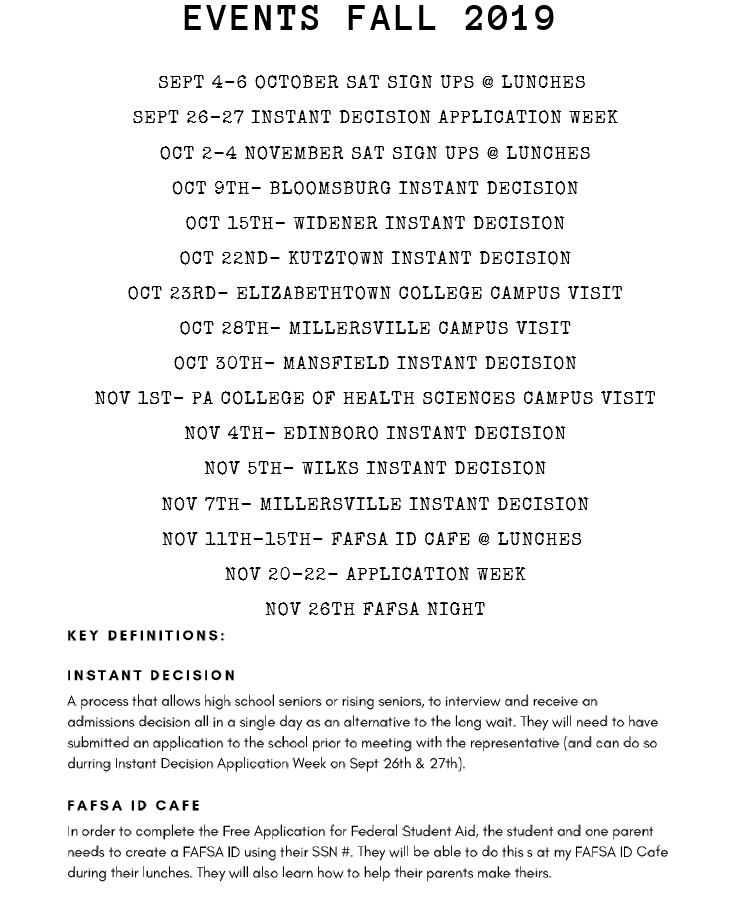 EVENTS FALL 2019
SEPT 4-6 OCTOBER SAT SIGN UPS @ LUNCHES
SEPT 26-27 INSTANT DECISION APPLICATION WEEK
OCT 2-4 NOVEMBER SAT SIGN UPS @ LUNCHES
OCT 9TH- BLOOMSBURG INSTANT DECISION
OCT 15TH- WIDENER INSTANT DECISION
OCT 22ND- KUTZTOWN INSTANT DECISION
OCT 23RD- ELIZABETHTOWN COLLEGE CAMPUS VISIT
OCT 28TH- MILLERSVILLE CAMPUS VISIT
OCT 30TH- MANSFIELD INSTANT DECISION
NOV 1ST- PA COLLEGE OF HEALTH SCIENCES CAMPUS VISIT
NOV 4TH- EDINBORO INSTANT DECISION
NOV 5TH- WILKS INSTANT DECISION
NOV 7TH- MILLERSVILLE INSTANT DECISION
NOV 11TH-15TH- FAFSA ID CAFE @ LUNCHES
NOV 20-22- APPLICATION WEEK
NOV 26TH FAFSA NIGHT
KEY DEFINITIONS:
INSTANT DECISION
A process that allows high school seniors or rising seniors, to interview and receive an
admissions decision all in a single day as an alternative to the long wait. They will need to have
submitted an application to the school prior to meeting with the representative (and can do so
durring Instant Decision Application Week on Sept 26th & 27th).
FAFSA ID CAFE
In order to complete the Free Application for Federal Student Aid, the student and one parent
needs to create a FAFSA ID using their SSN #. They will be able to do this s at my FAFSA ID Cafe
during their lunches. They will also learn how to help their parents make theirs.